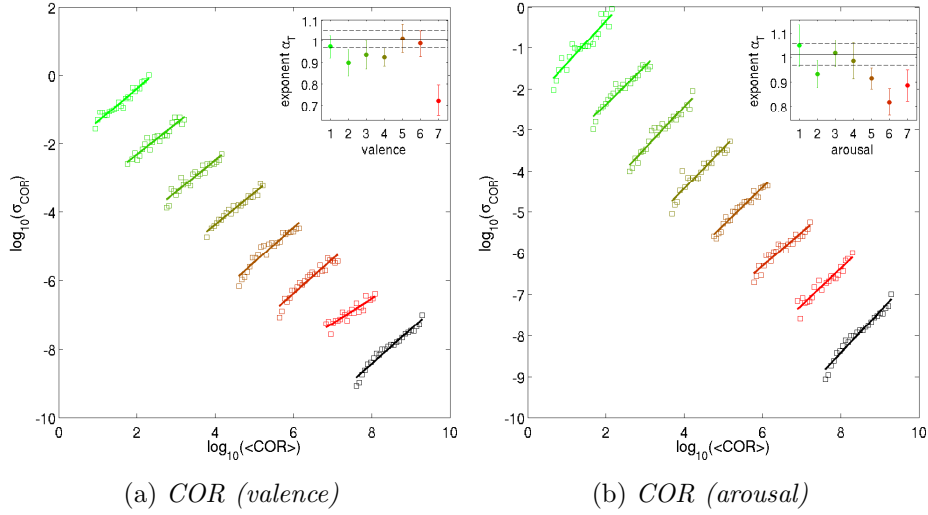 2
0
-2
-4
-6
-8
-10
0 2 4 6 8 10
log10(σCOR)
log10(<COR>)
1.1
1
0.9
0.8
0.7
1 2 3 4 5 6 7
exponent αT
valence
(a) COR (valence)
0
-1
-2
-3
-4
-5
-6
-7
-8
-9
-10
0 2 4 6 8 10
log10(σCOR)
log10(<COR>)
1.1
1
0.9
0.8
1 2 3 4 5 6 7
exponent αT
arousal
(b) COR (arousal)